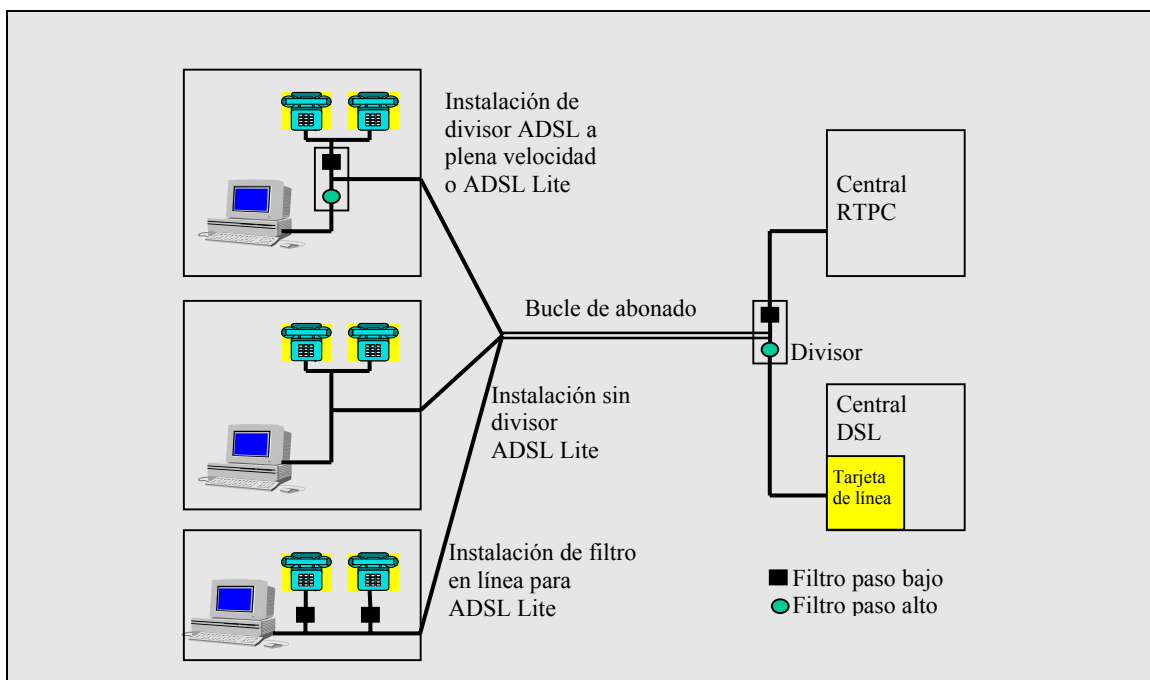 Instalación de
divisor ADSL a
plena velocidad
o ADSL Lite
Central
RTPC
Bucle de abonado
Divisor
Instalación sin
divisor
ADSL Lite
Central
DSL
Tarjeta
de línea
Instalación de filtro
en línea para
ADSL Lite
Filtro paso bajo
Filtro paso alto